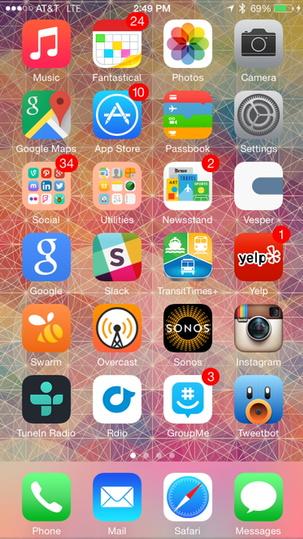 AT&T LTE 2:49 PM 69%
24
Music Fantastical Photos Camera
10
Google Maps App Store Passbook Settings
34 2
Social Utilities Newsstand Vesper
1
yelp
Google Slack TransitTimes+ Yelp
SONOS
Swarm Overcast Sonos Instagram
3
TuneIn Radio Rdio GroupMe Tweetbot
Phone Mail Safari Messages